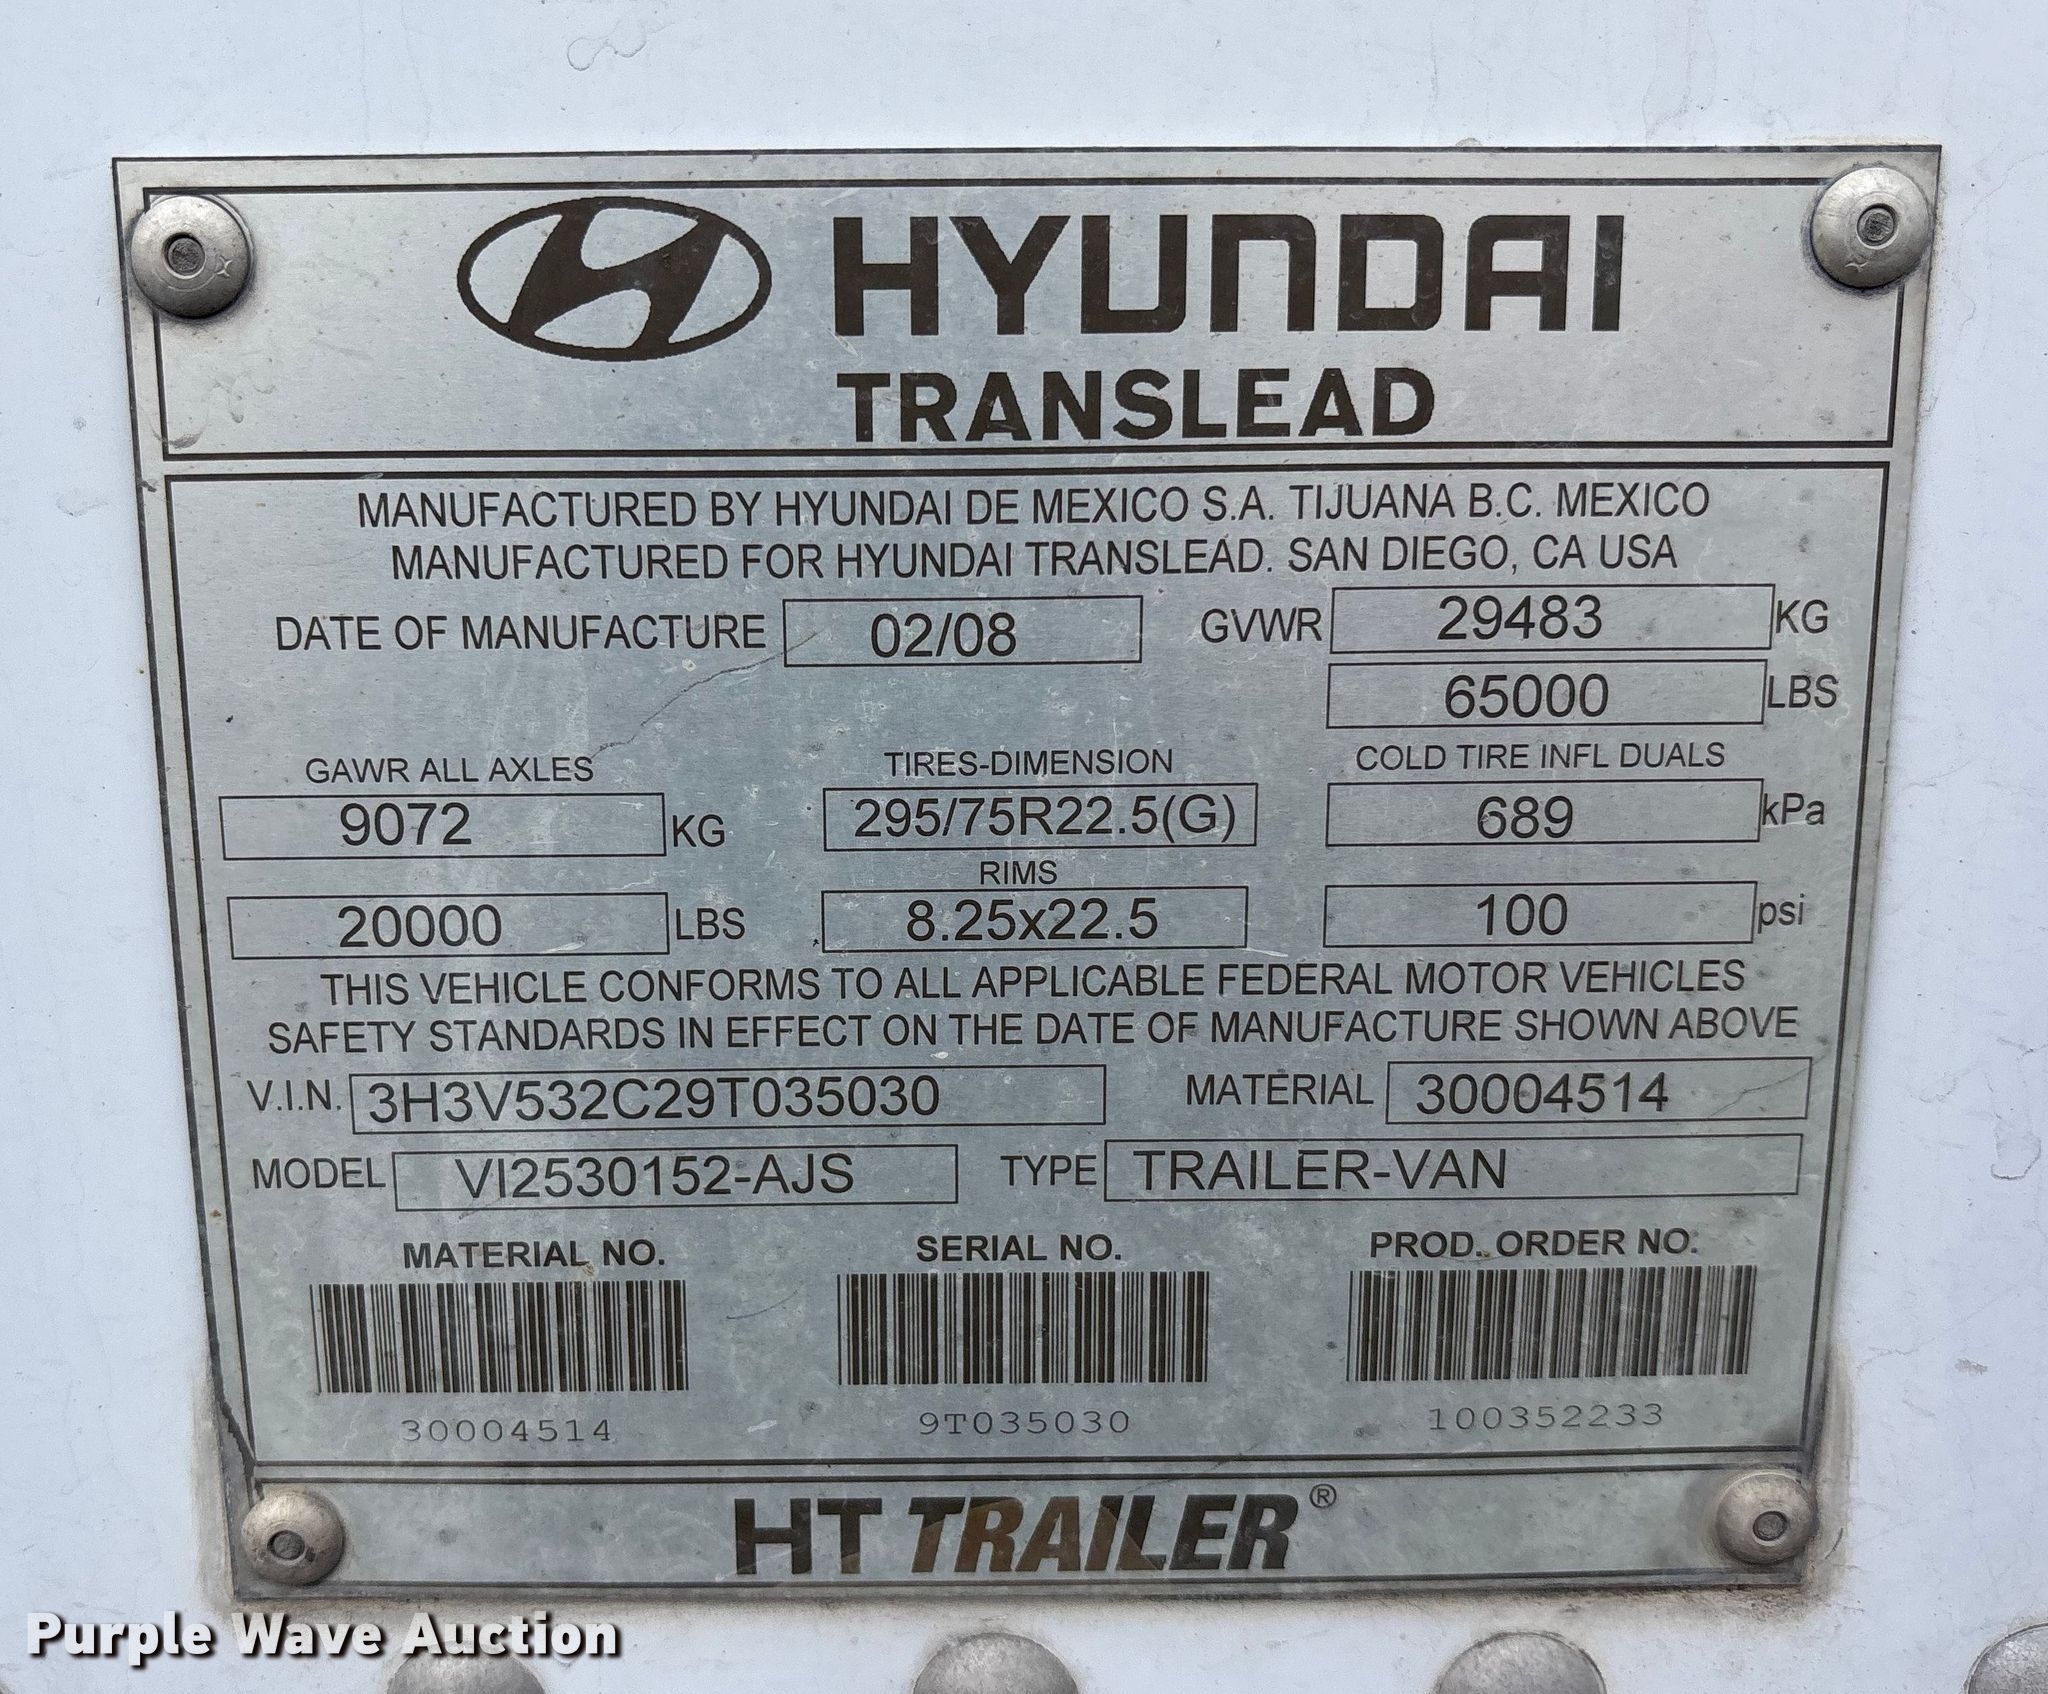 HYUNDAI
TRANSLEAD
MANUFACTURED BY HYUNDAI DE MEXICO S.A. TIJUANA B.C. MEXICO
MANUFACTURED FOR HYUNDAI TRANSLEAD. SAN DIEGO, CA USA
DATE OF MANUFACTURE 02/08 GVWR 29483 KG
65000 LBS
GAWR ALL AXLES TIRES-DIMENSION COLD TIRE INFL DUALS
9072 KG 295/75R22.5(G) 689 kPa
RIMS
20000 LBS 8.25x22.5 100 psi
THIS VEHICLE CONFORMS TO ALL APPLICABLE FEDERAL MOTOR VEHICLES
SAFETY STANDARDS IN EFFECT ON THE DATE OF MANUFACTURE SHOWN ABOVE
V.I.N. 3H3V532C29T035030 MATERIAL 30004514
MODEL VI2530152-AJS TYPE TRAILER-VAN
MATERIAL NO. SERIAL NO. PROD. ORDER NO.
30004514 9T035030 100352233
HT TRAILER®
Purple Wave Auction